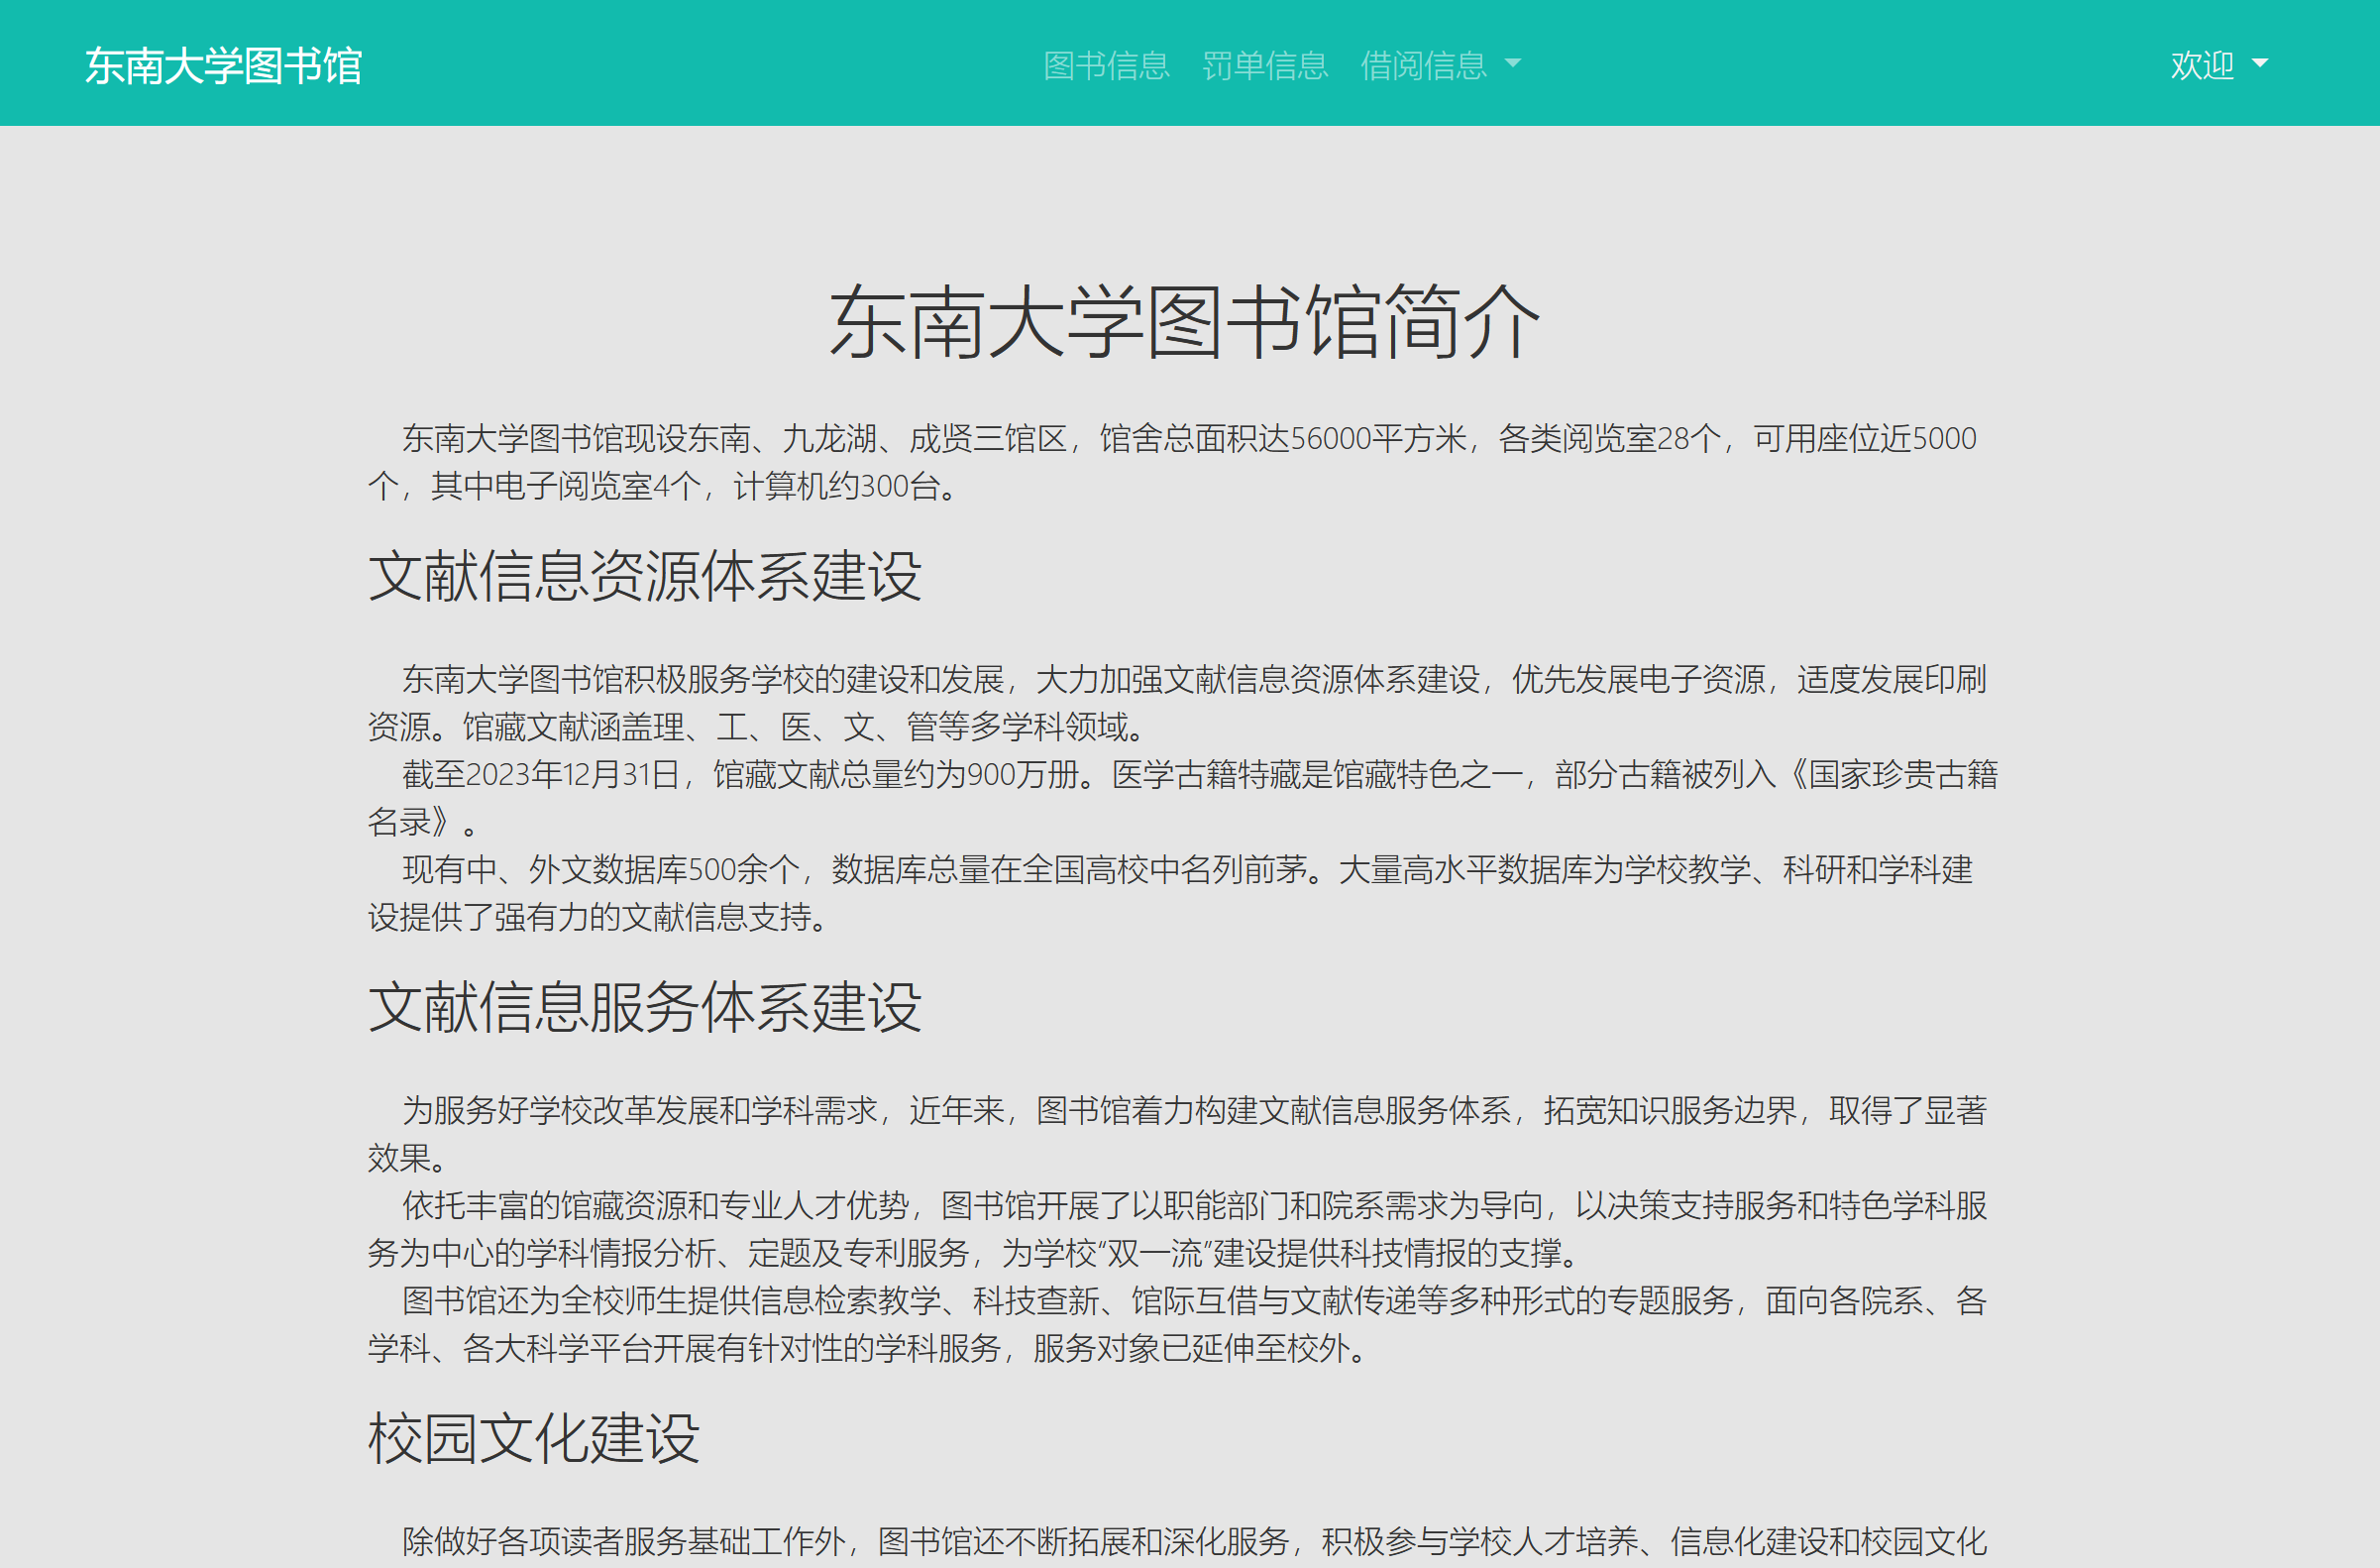 东南大学图书馆
图书信息 罚单信息 借阅信息
欢迎
东南大学图书馆简介
东南大学图书馆现设东南、九龙湖、成贤三馆区，馆舍总面积达56000平方米，各类阅览室28个，可用座位近5000
个，其中电子阅览室4个，计算机约300台。
文献信息资源体系建设
东南大学图书馆积极服务学校的建设和发展，大力加强文献信息资源体系建设，优先发展电子资源，适度发展印刷
资源。馆藏文献涵盖理、工、医、文、管等多学科领域。
截至2023年12月31日，馆藏文献总量约为900万册。医学古籍特藏是馆藏特色之一，部分古籍被列入《国家珍贵古籍
名录》。
现有中、外文数据库500余个，数据库总量在全国高校中名列前茅。大量高水平数据库为学校教学、科研和学科建
设提供了强有力的文献信息支持。
文献信息服务体系建设
为服务好学校改革发展和学科需求，近年来，图书馆着力构建文献信息服务体系，拓宽知识服务边界，取得了显著
效果。
依托丰富的馆藏资源和专业人才优势，图书馆开展了以职能部门和院系需求为导向，以决策支持服务和特色学科服
务为中心的学科情报分析、定题及专利服务，为学校“双一流”建设提供科技情报的支撑。
图书馆还为全校师生提供信息检索教学、科技查新、馆际互借与文献传递等多种形式的专题服务，面向各院系、各
学科、各大科学平台开展有针对性的学科服务，服务对象已延伸至校外。
校园文化建设
除做好各项读者服务基础工作外，图书馆还不断拓展和深化服务，积极参与学校人才培养、信息化建设和校园文化